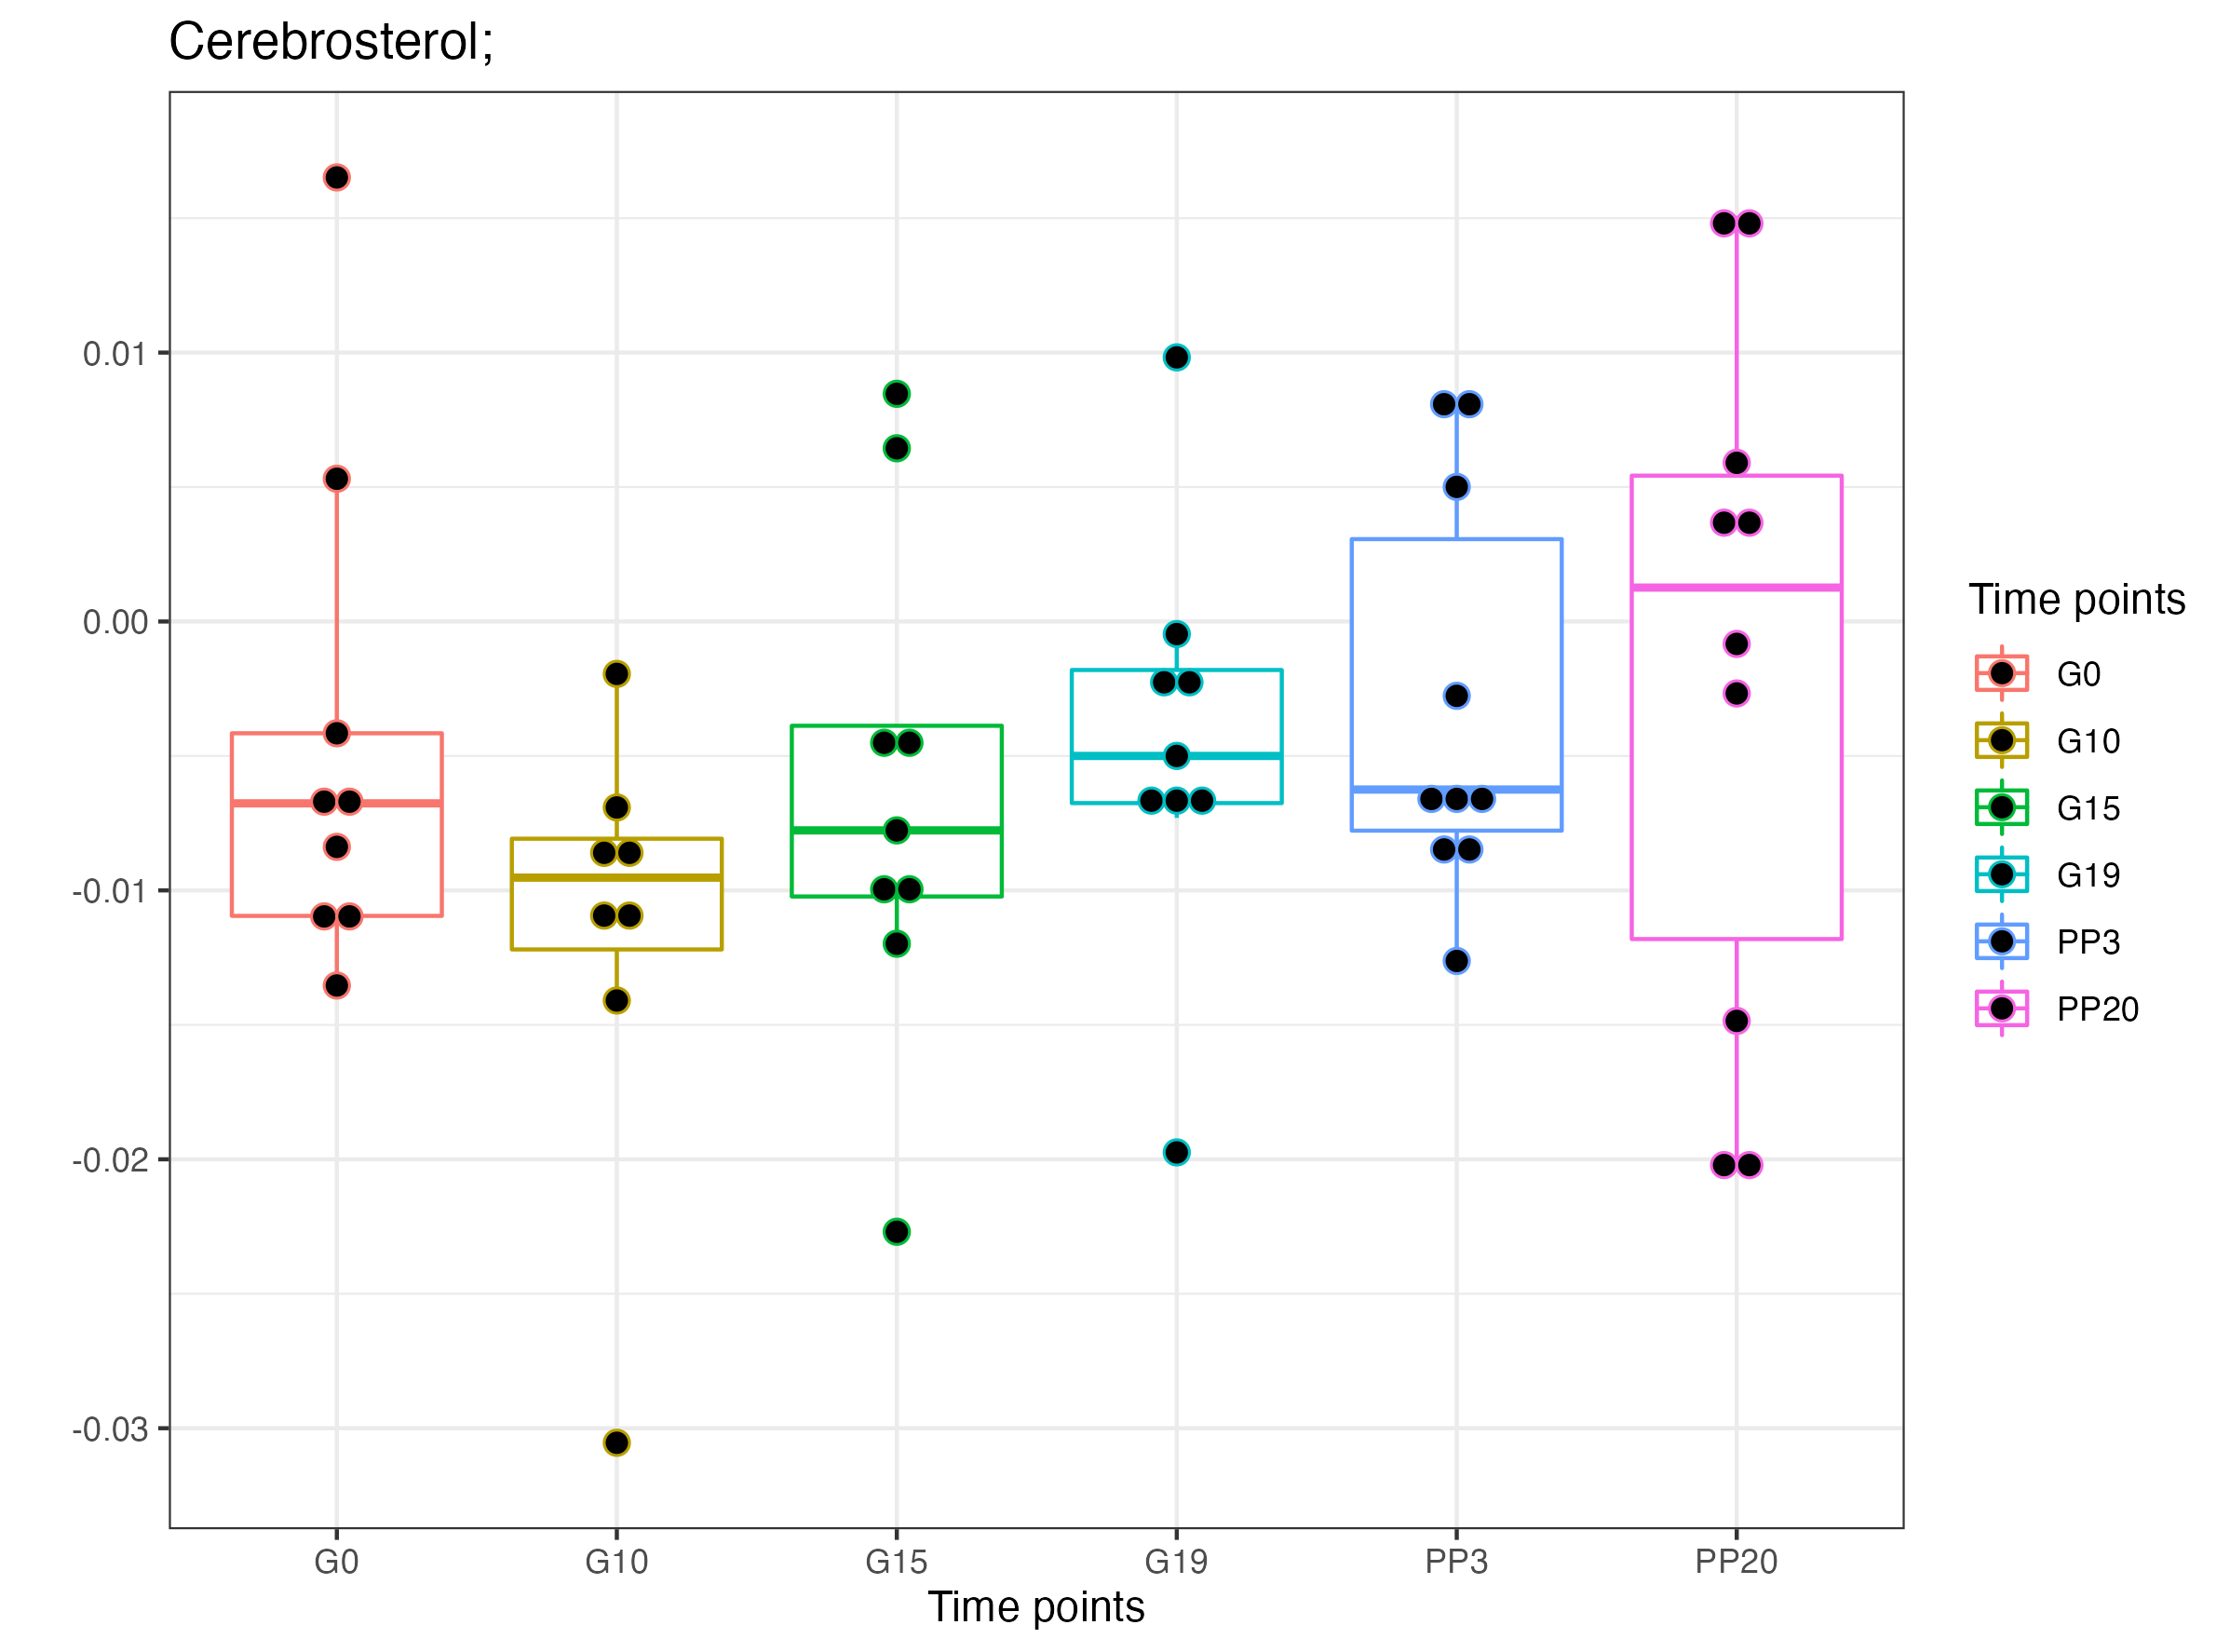 Cerebrosterol;
0.01
0.00
-0.01
-0.02
-0.03
G0 G10 G15 G19 PP3 PP20
Time points
Time points
G0
G10
G15
G19
PP3
PP20